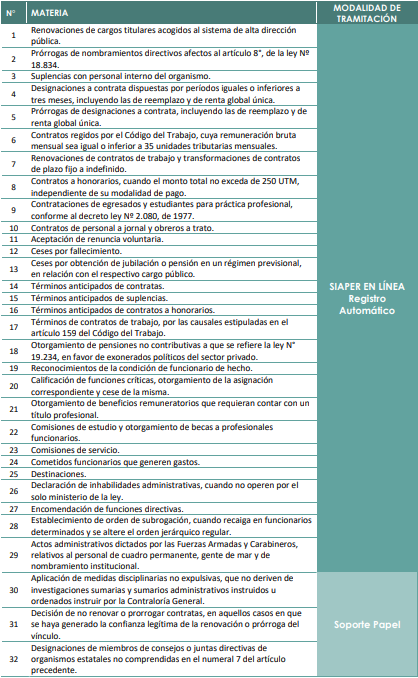 N° MATERIA MODALIDAD DE TRAMITACIÓN
1 Renovaciones de cargos titulares acogidos al sistema de alta dirección
pública.
2 Prórrogas de nombramientos directivos afectos al artículo 8°, de la ley Nº
18.834.
3 Suplencias con personal interno del organismo.
4 Designaciones a contrata dispuestas por períodos iguales o inferiores a
tres meses, incluyendo las de reemplazo y de renta global única.
5 Prórrogas de designaciones a contrata, incluyendo las de reemplazo y de
renta global única.
6 Contratos regidos por el Código del Trabajo, cuya remuneración bruta
mensual sea igual o inferior a 35 unidades tributarias mensuales.
7 Renovaciones de contratos de trabajo y transformaciones de contratos
de plazo fijo a indefinido.
8 Contratos a honorarios, cuando el monto total no exceda de 250 UTM,
independiente de su modalidad de pago.
9 Contrataciones de egresados y estudiantes para práctica profesional,
conforme al decreto ley Nº 2.080, de 1977.
10 Contratos de personal a jornal y obreros a trato.
11 Aceptación de renuncia voluntaria.
12 Ceses por fallecimiento.
13 Ceses por obtención de jubilación o pensión en un régimen previsional,
en relación con el respectivo cargo público.
14 Términos anticipados de contratas.
15 Términos anticipados de suplencias.
16 Términos anticipados de contratos a honorarios.
17 Términos de contratos de trabajo, por las causales estipuladas en el
artículo 159 del Código del Trabajo.
18 Otorgamiento de pensiones no contributivas a que se refiere la ley N°
19.234, en favor de exonerados políticos del sector privado.
19 Reconocimientos de la condición de funcionario de hecho.
20 Calificación de funciones críticas, otorgamiento de la asignación
correspondiente y cese de la misma.
21 Otorgamiento de beneficios remuneratorios que requieran contar con un
título profesional.
22 Comisiones de estudio y otorgamiento de becas a profesionales
funcionarios.
23 Comisiones de servicio.
24 Cometidos funcionarios que generen gastos.
25 Destinaciones.
26 Declaración de inhabilidades administrativas, cuando no operen por el
solo ministerio de la ley.
27 Encomendación de funciones directivas.
28 Establecimiento de orden de subrogación, cuando recaiga en funcionarios
determinados y se altere el orden jerárquico regular.
29 Actos administrativos dictados por las Fuerzas Armadas y Carabineros,
relativos al personal de cuadro permanente, gente de mar y de
nombramiento institucional.
SIAPER EN LÍNEA
Registro
Automático
30 Aplicación de medidas disciplinarias no expulsivas, que no deriven de
investigaciones sumarias y sumarios administrativos instruidos u
ordenados instruir por la Contraloría General.
31 Decisión de no renovar o prorrogar contratas, en aquellos casos en que
se haya generado la confianza legítima de la renovación o prórroga del
vínculo.
32 Designaciones de miembros de consejos o juntas directivas de
organismos estatales no comprendidas en el numeral 7 del artículo
precedente.
Soporte Papel